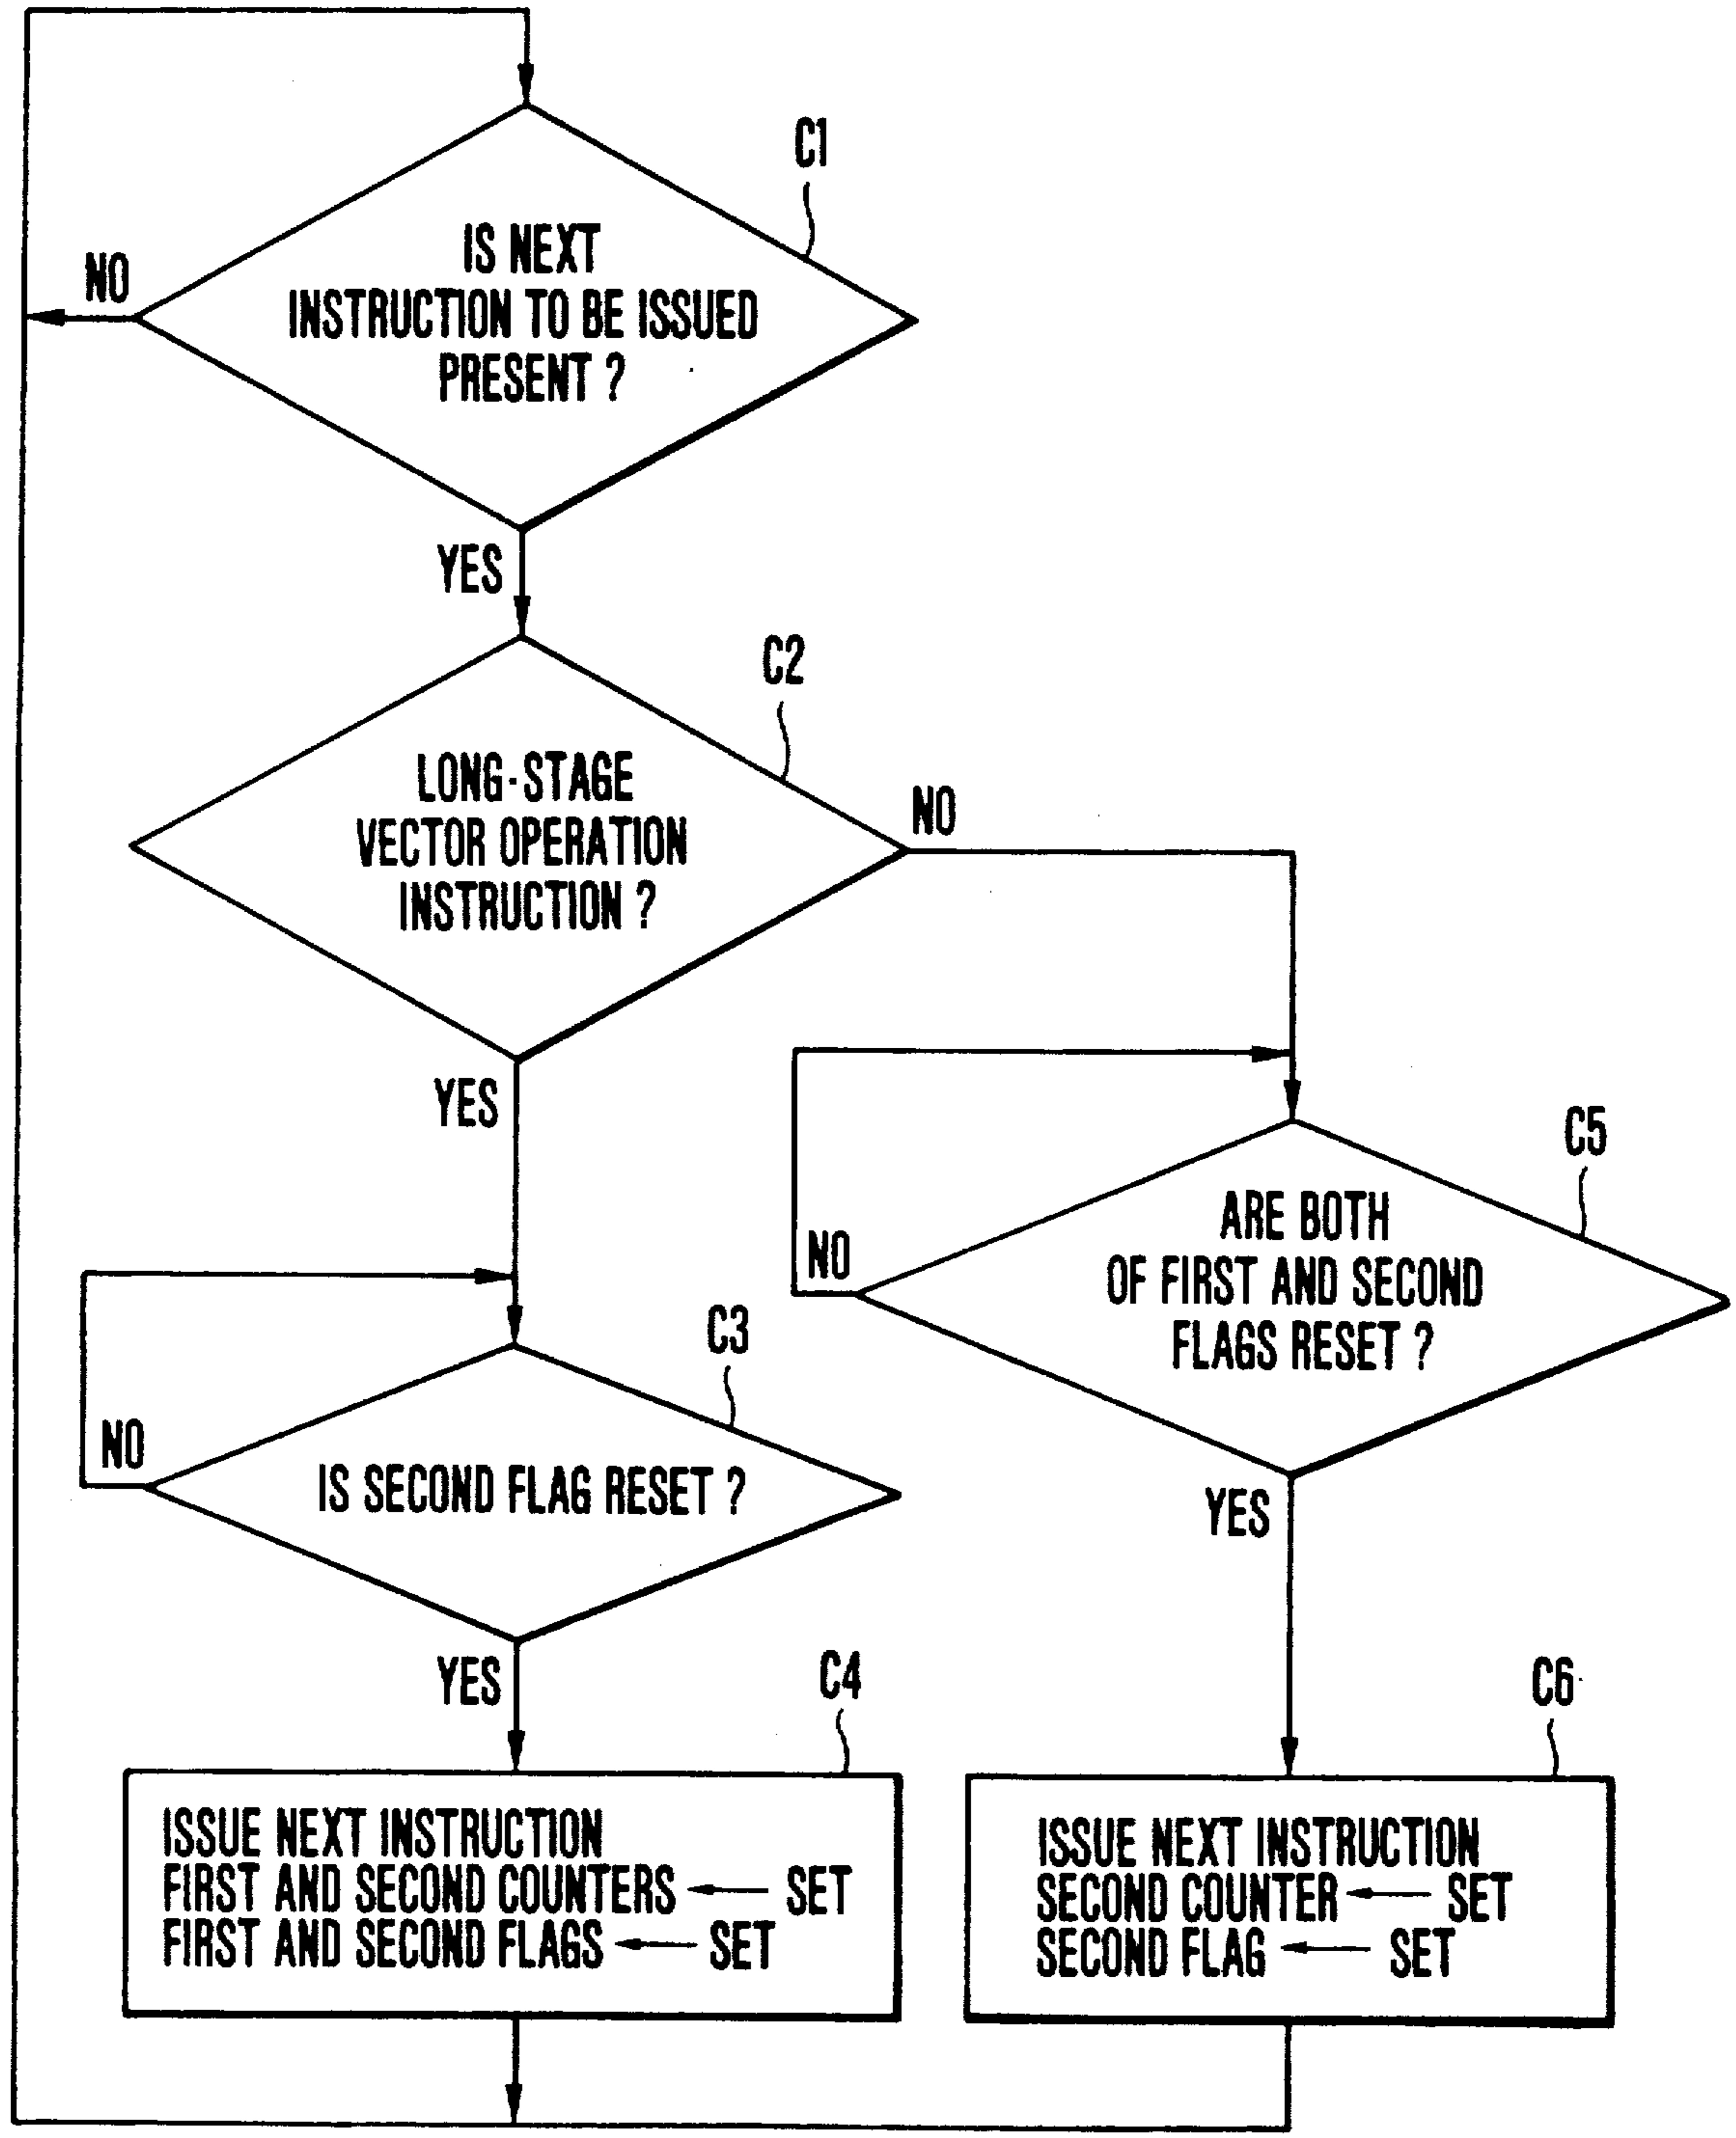 C1
IS NEXT
INSTRUCTION TO BE ISSUED
PRESENT ?
NO
YES
C2
LONG-STAGE
VECTOR OPERATION
INSTRUCTION ?
NO
YES
C5
ARE BOTH
OF FIRST AND SECOND
FLAGS RESET ?
NO
YES
C3
IS SECOND FLAG RESET ?
NO
YES
C4
ISSUE NEXT INSTRUCTION
FIRST AND SECOND COUNTERS ← SET
FIRST AND SECOND FLAGS ← SET
C6
ISSUE NEXT INSTRUCTION
SECOND COUNTER ← SET
SECOND FLAG ← SET